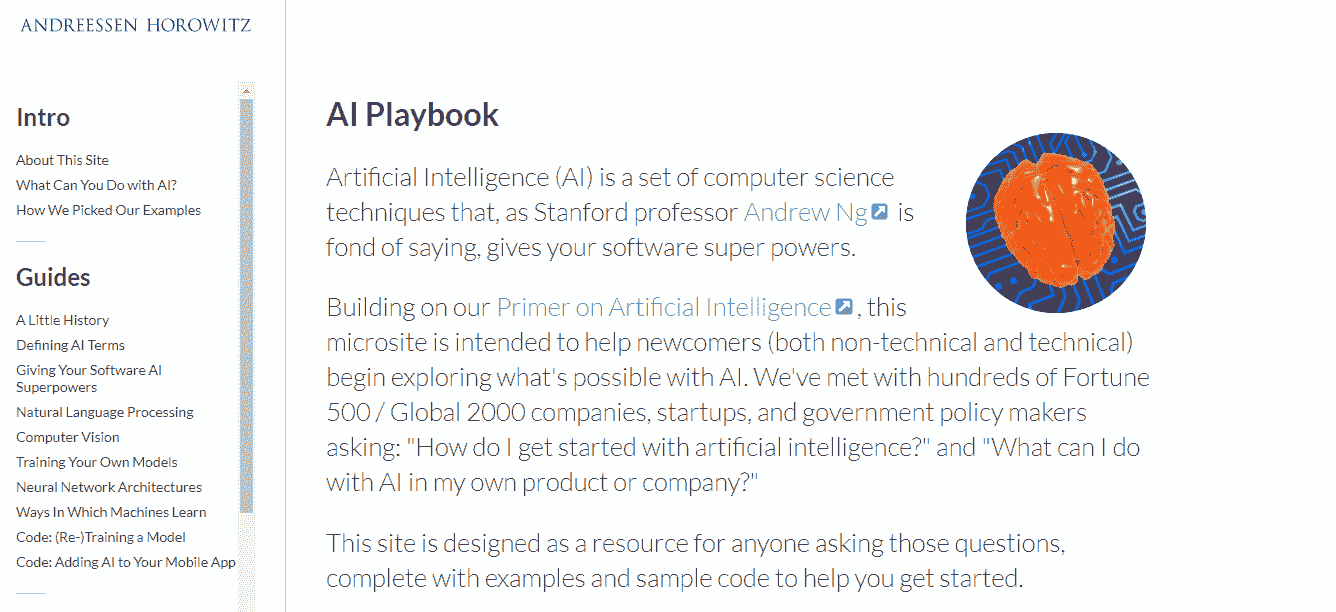 ANDREESSEN HOROWITZ
Intro
About This Site
What Can You Do with AI?
How We Picked Our Examples
Guides
A Little History
Defining AI Terms
Giving Your Software AI
Superpowers
Natural Language Processing
Computer Vision
Training Your Own Models
Neural Network Architectures
Ways In Which Machines Learn
Code: (Re-)Training a Model
Code: Adding AI to Your Mobile App
AI Playbook
Artificial Intelligence (AI) is a set of computer science
techniques that, as Stanford professor Andrew Ng is
fond of saying, gives your software super powers.
Building on our Primer on Artificial Intelligence, this
microsite is intended to help newcomers (both non-technical and technical)
begin exploring what's possible with AI. We've met with hundreds of Fortune
500 / Global 2000 companies, startups, and government policy makers
asking: "How do I get started with artificial intelligence?" and "What can I do
with AI in my own product or company?"
This site is designed as a resource for anyone asking those questions,
complete with examples and sample code to help you get started.